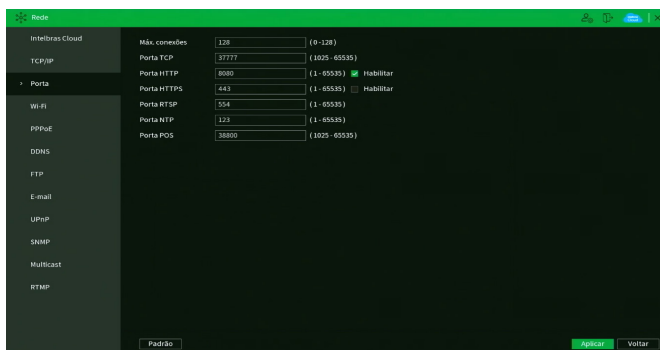 Rede
Intelbras Cloud
TCP/IP
> Porta
Wi-Fi
PPPoE
DDNS
FTP
E-mail
UPnP
SNMP
Multicast
RTMP
Máx. conexões 128 (0-128)
Porta TCP 37777 (1025-65535)
Porta HTTP 8080 (1-65535) Habilitar
Porta HTTPS 443 (1-65535) Habilitar
Porta RTSP 554 (1-65535)
Porta NTP 123 (1-65535)
Porta POS 38800 (1025-65535)
Padrão Aplicar Voltar